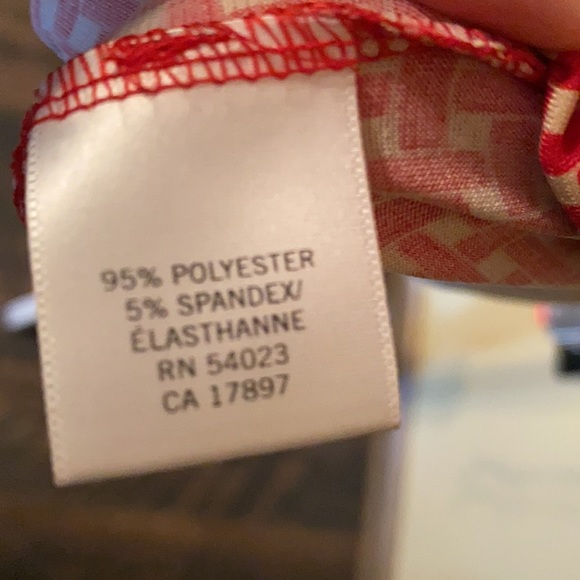 95% POLYESTER
5% SPANDEX/
ÉLASTHANNE
RN 54023
CA 17897